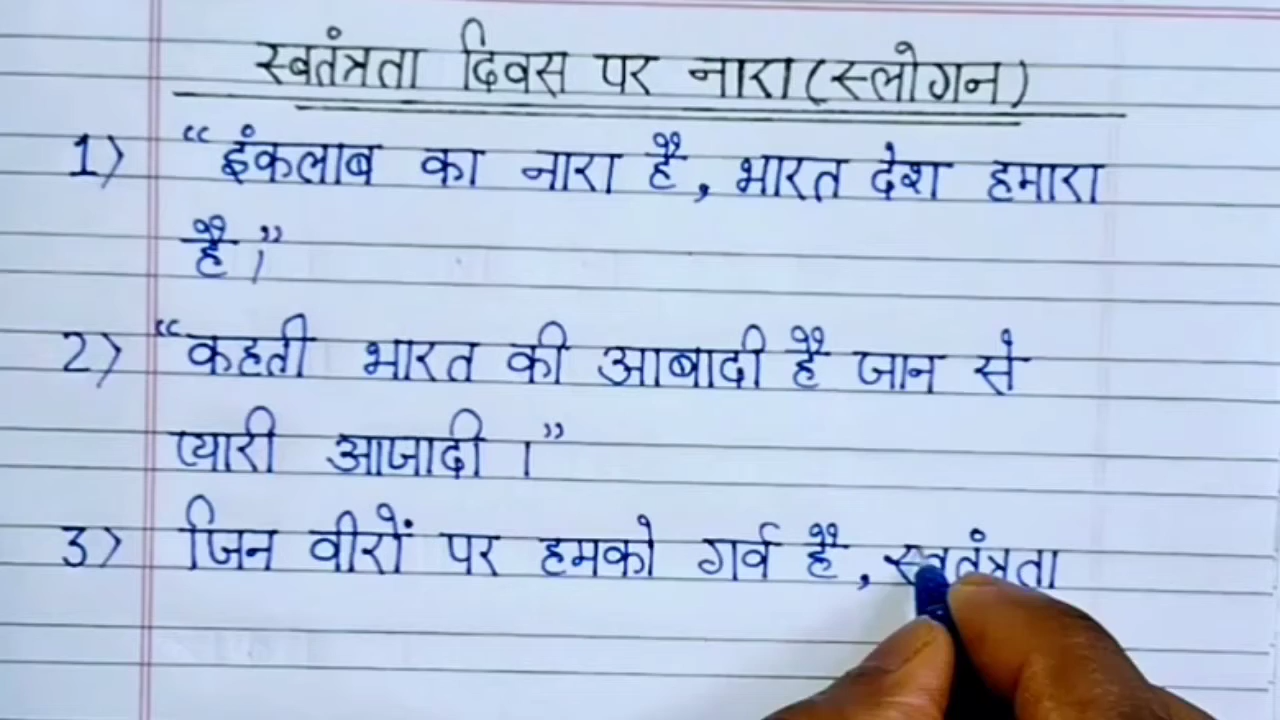 स्वतंत्रता दिवस पर नारा(स्लोगन)
1) “इंकलाब का नारा है, भारत देश हमारा
है।”
2) “कहती भारत की आबादी है जान से
प्यारी आजादी।”
3) जिन वीरों पर हमको गर्व है, स्वतंत्रता